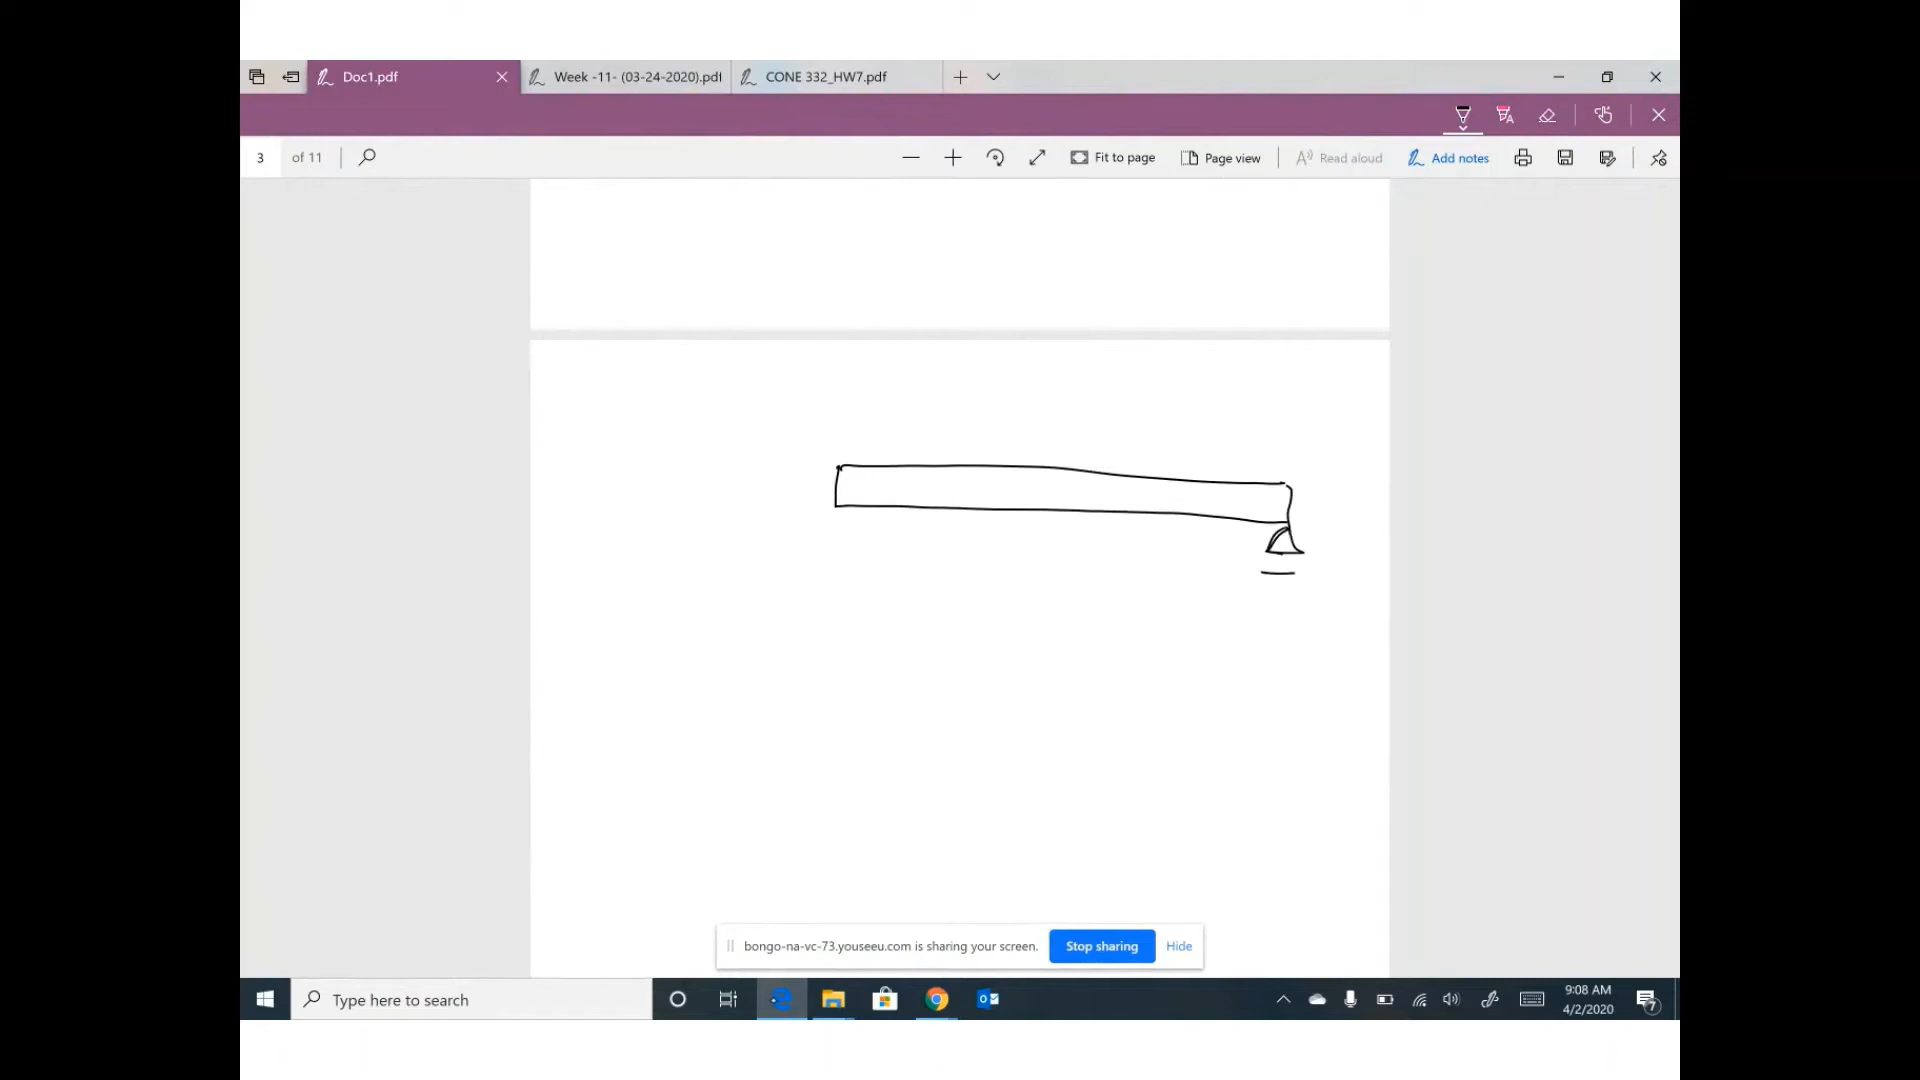 Doc1.pdf
Week -11- (03-24-2020).pdf
CONE 332_HW7.pdf
3 of 11
Fit to page
Page view
Read aloud
Add notes
bongo-na-vc-73.youseeu.com is sharing your screen.
Stop sharing
Hide
Type here to search
9:08 AM
4/2/2020
7